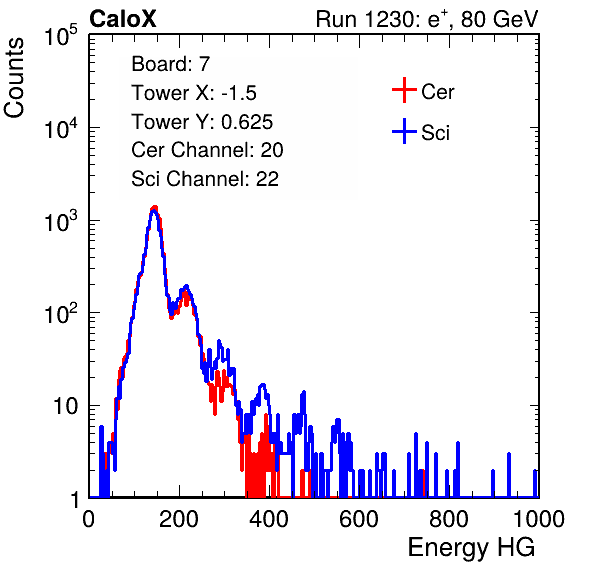 CaloX Run 1230: e⁺, 80 GeV
Counts
Board: 7
Tower X: -1.5
Tower Y: 0.625
Cer Channel: 20
Sci Channel: 22
Cer
Sci
10⁵
10⁴
10³
10²
10
1
0 200 400 600 800 1000
Energy HG